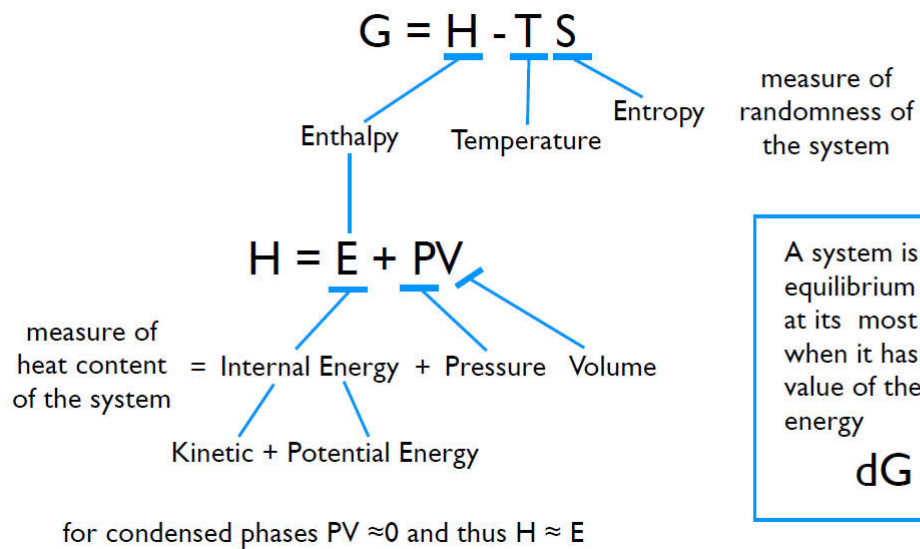 G = H - T S
measure of
randomness of
the system
Entropy
Enthalpy
Temperature
H = E + PV
measure of
heat content
of the system
= Internal Energy + Pressure Volume
Kinetic + Potential Energy
for condensed phases PV ≈0 and thus H ≈ E
A system is
equilibrium
at its most
when it has
value of the
energy
dG